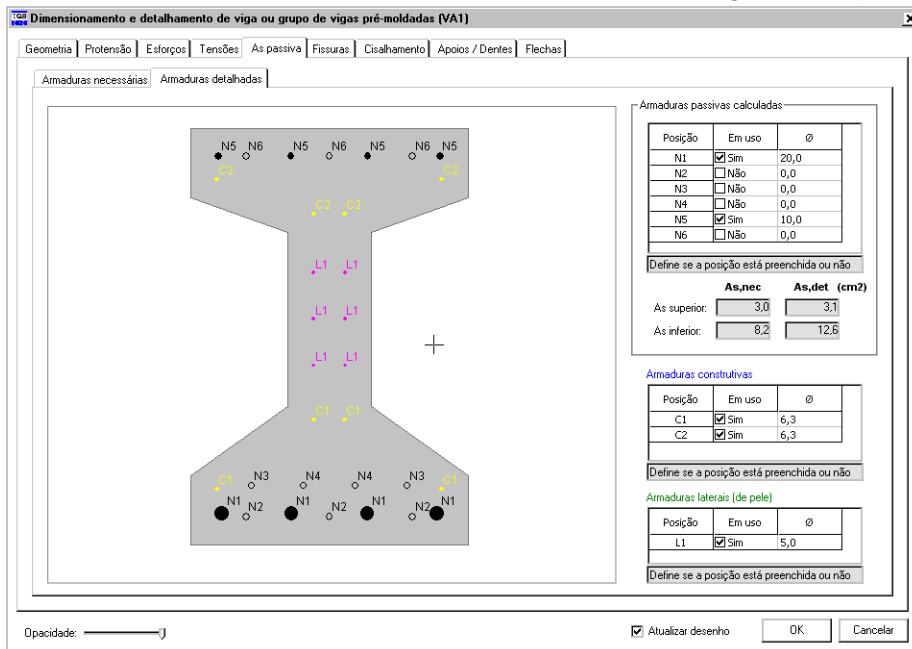 TQS Dimensionamento e detalhamento de viga ou grupo de vigas pré-moldadas (VA1)
Geometria Protensão Esforços Tensões As passiva Fissuras Cisalhamento Apoios / Dentes Flechas
Armaduras necessárias Armaduras detalhadas
N5 N6 N5 N6 N5 N6 N5
C2 C2
C2 C2
L1 L1
L1 L1
L1 L1
C1 C1
C1 N3 N4 N4 N3 C1
N1 N2 N1 N2 N1 N2 N1
Armaduras passivas calculadas
Posição Em uso Ø
N1 Sim 20,0
N2 Não 0,0
N3 Não 0,0
N4 Não 0,0
N5 Sim 10,0
N6 Não 0,0
Define se a posição está preenchida ou não
As,nec As,det (cm2)
As superior: 3,0 3,1
As inferior: 8,2 12,6
Armaduras construtivas
Posição Em uso Ø
C1 Sim 6,3
C2 Sim 6,3
Define se a posição está preenchida ou não
Armaduras laterais (de pele)
Posição Em uso Ø
L1 Sim 5,0
Define se a posição está preenchida ou não
Opacidade: Atualizar desenho OK Cancelar